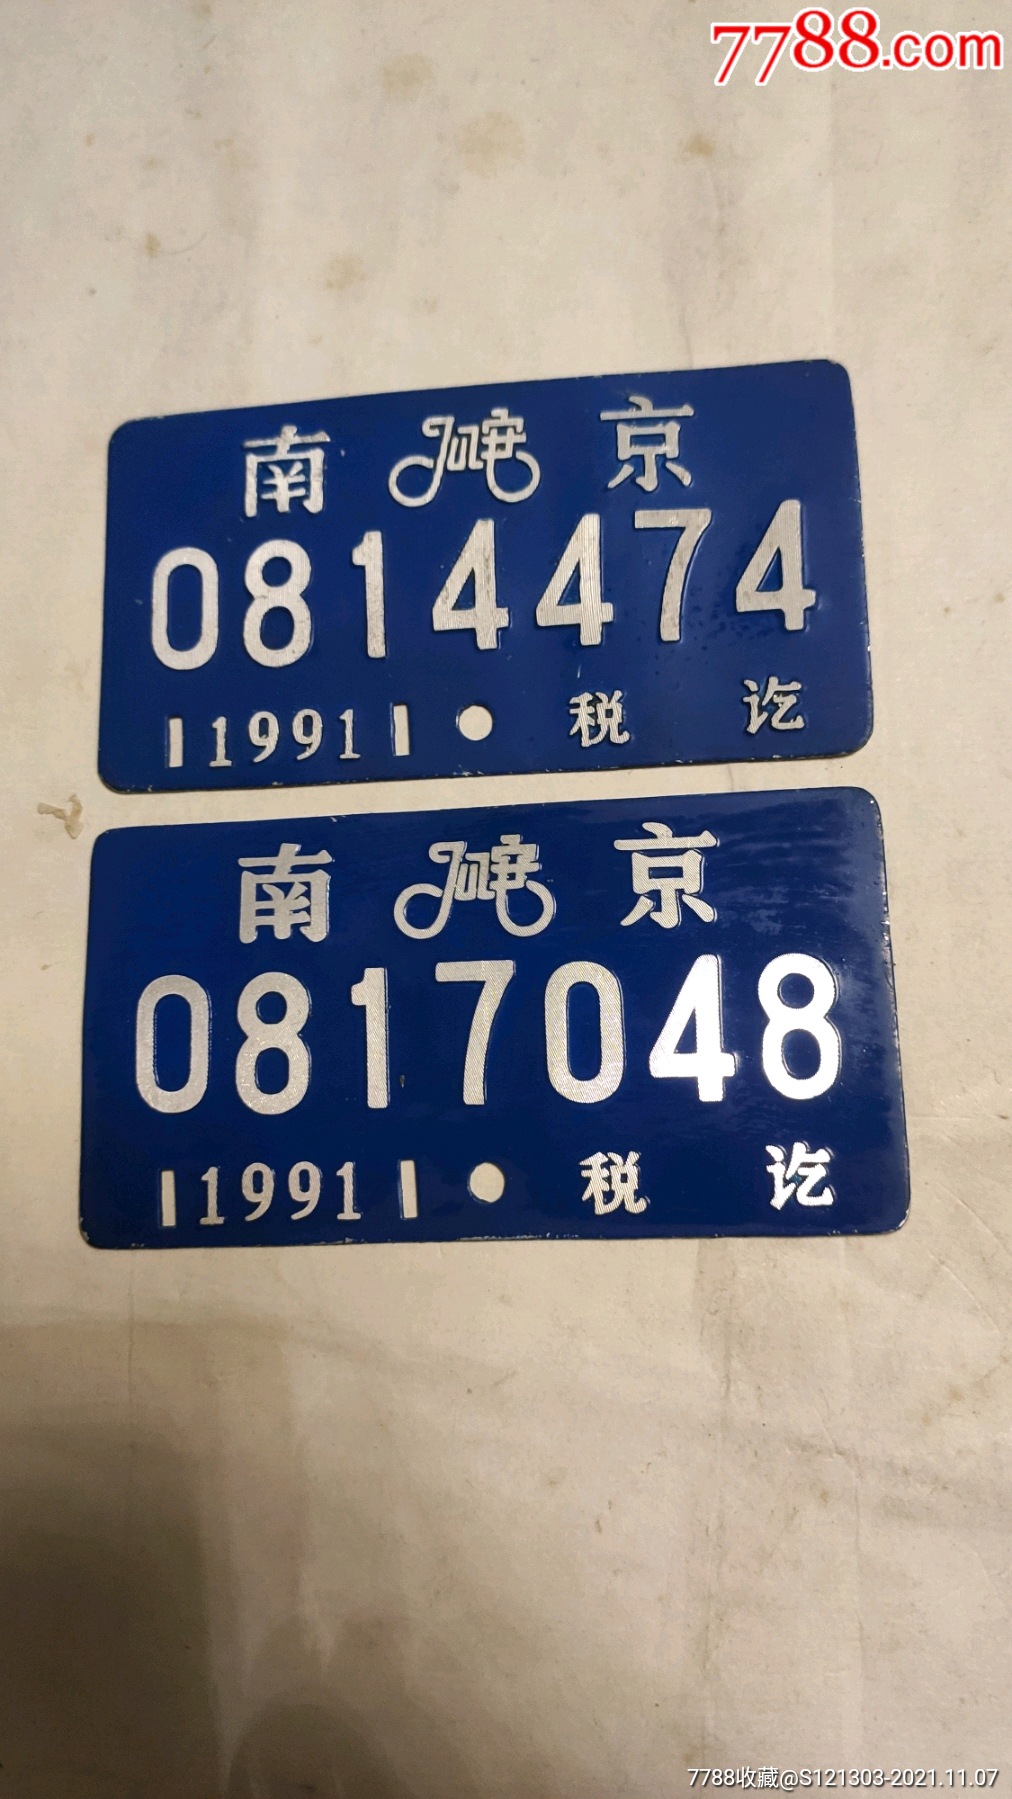 7788.com
南 京
0814474
1991 税 讫
南 京
0817048
1991 税 讫
7788收藏@S121303-2021.11.07